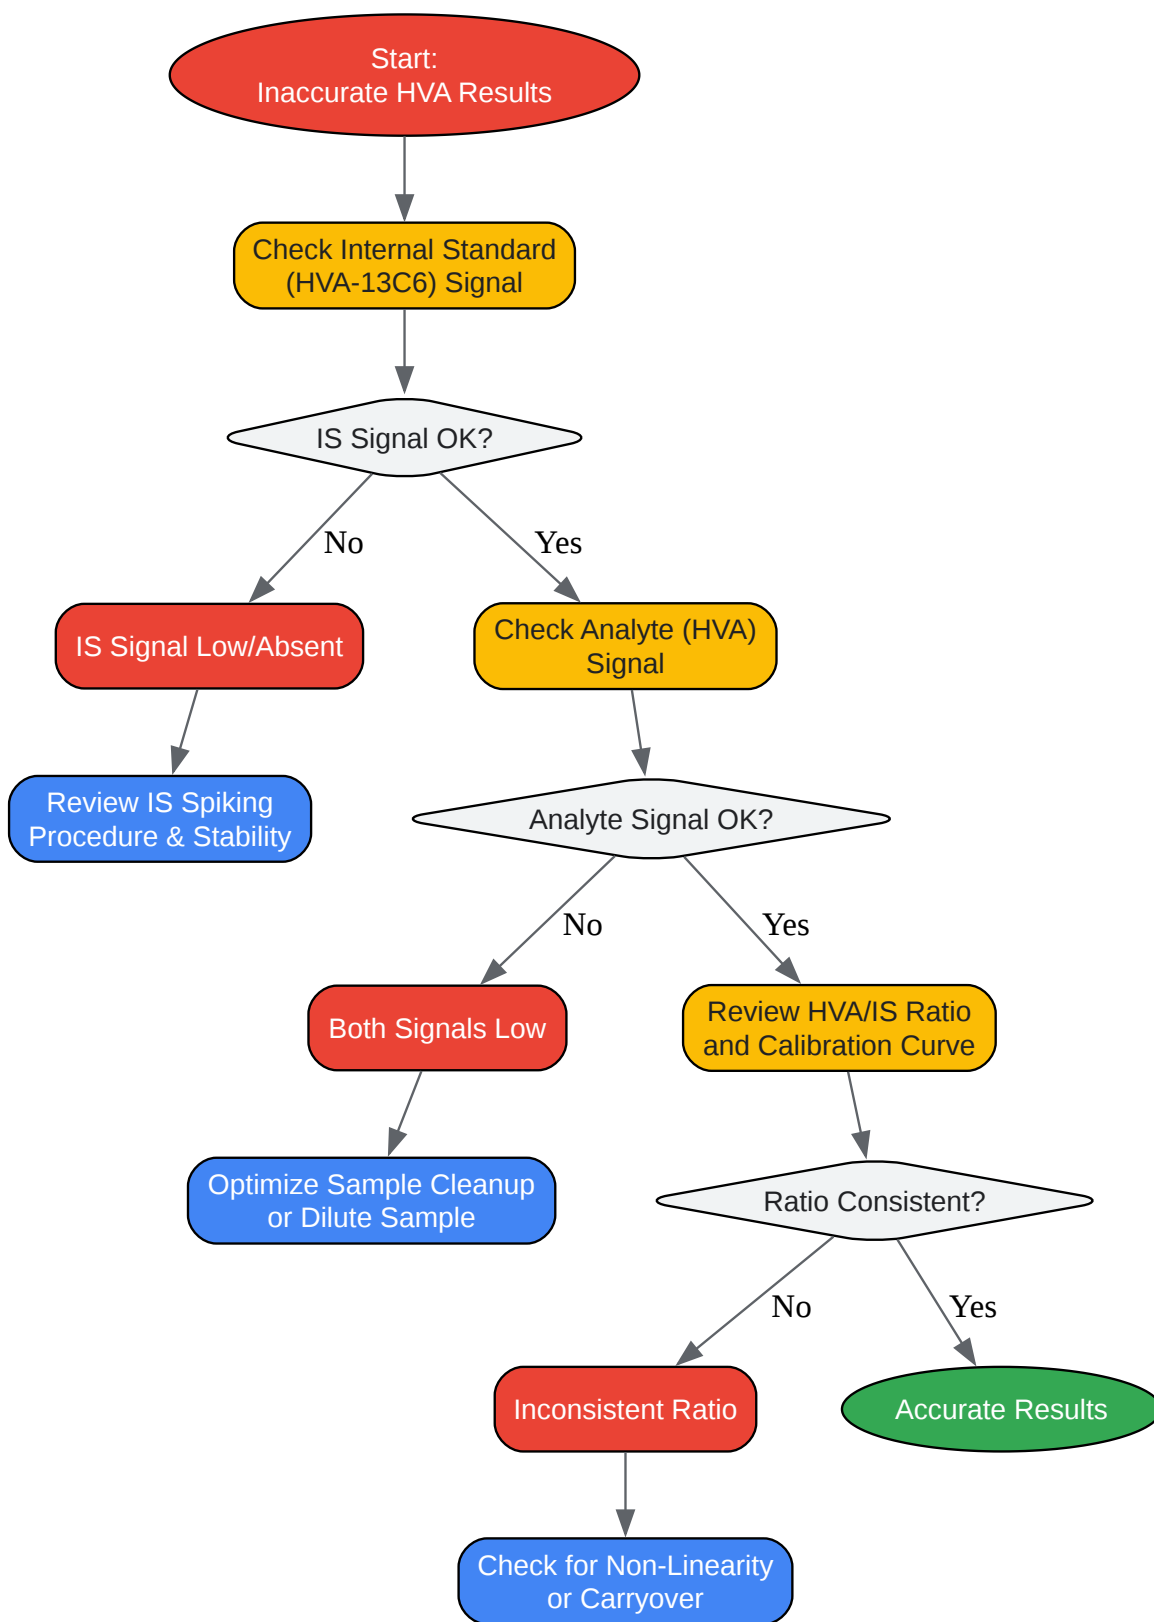 Start:
Inaccurate HVA Results
Check Internal Standard
(HVA-13C6) Signal
IS Signal OK?
No
Yes
IS Signal Low/Absent
Check Analyte (HVA)
Signal
Review IS Spiking
Procedure & Stability
Analyte Signal OK?
No
Yes
Both Signals Low
Review HVA/IS Ratio
and Calibration Curve
Optimize Sample Cleanup
or Dilute Sample
Ratio Consistent?
No
Yes
Inconsistent Ratio
Accurate Results
Check for Non-Linearity
or Carryover